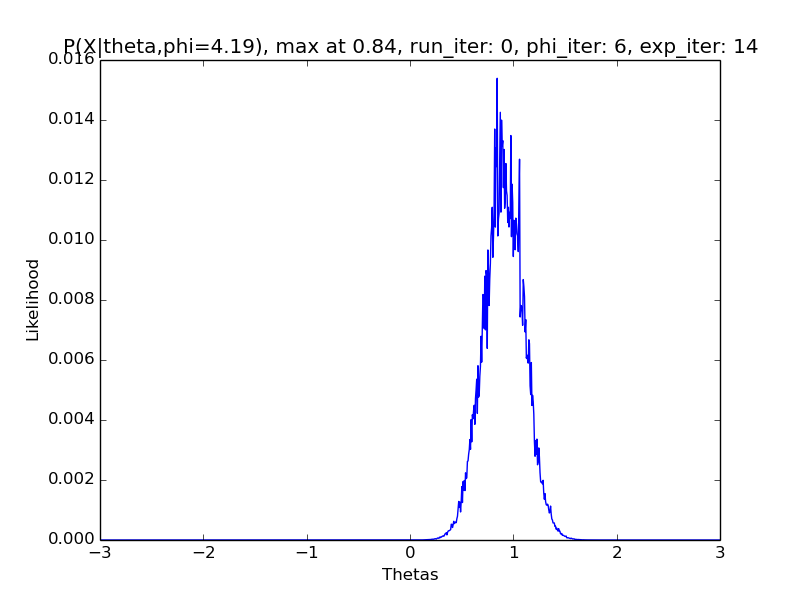 P(X|theta,phi=4.19), max at 0.84, run_iter: 0, phi_iter: 6, exp_iter: 14
0.016
0.014
0.012
0.010
0.008
0.006
0.004
0.002
0.000
Likelihood
−3 −2 −1 0 1 2 3
Thetas